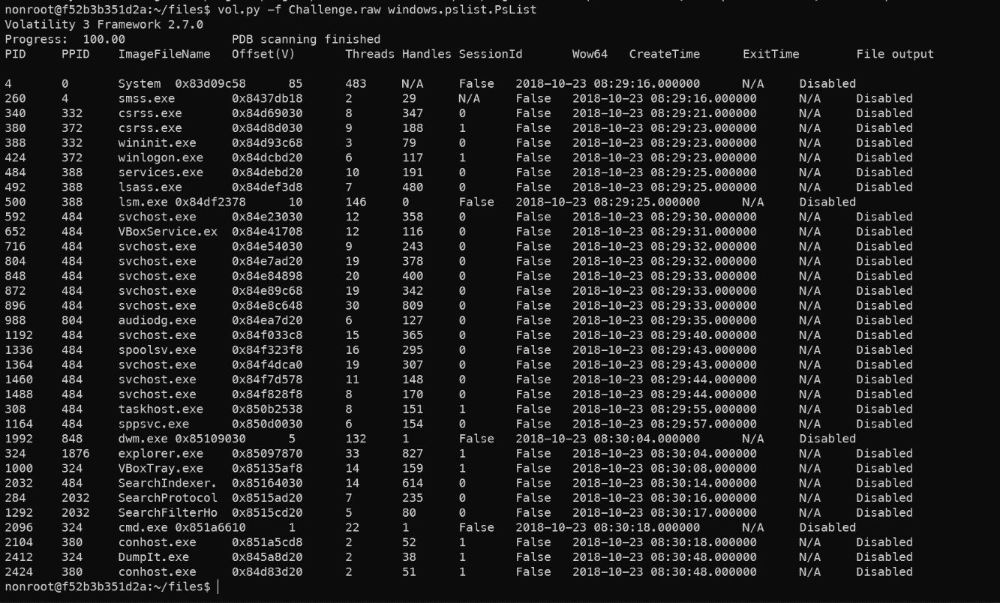 nonroot@f52b3b351d2a:~/files$ vol.py -f Challenge.raw windows.pslist.PsList
Volatility 3 Framework 2.7.0
Progress:  100.00               PDB scanning finished
PID     PPID    ImageFileName   Offset(V)       Threads Handles SessionId       Wow64   CreateTime      ExitTime        File output

4       0       System  0x83d09c58      85      483     N/A     False   2018-10-23 08:29:16.000000      N/A     Disabled
260     4       smss.exe        0x8437db18      2       29      N/A     False   2018-10-23 08:29:16.000000      N/A     Disabled
340     332     csrss.exe       0x84d69030      8       347     0       False   2018-10-23 08:29:21.000000      N/A     Disabled
380     372     csrss.exe       0x84d8d030      9       188     1       False   2018-10-23 08:29:23.000000      N/A     Disabled
388     332     wininit.exe     0x84d93c68      3       79      0       False   2018-10-23 08:29:23.000000      N/A     Disabled
424     372     winlogon.exe    0x84dcbd20      6       117     1       False   2018-10-23 08:29:23.000000      N/A     Disabled
484     388     services.exe    0x84debd20      10      191     0       False   2018-10-23 08:29:25.000000      N/A     Disabled
492     388     lsass.exe       0x84def3d8      7       480     0       False   2018-10-23 08:29:25.000000      N/A     Disabled
500     388     lsm.exe 0x84df2378      10      146     0       False   2018-10-23 08:29:25.000000      N/A     Disabled
592     484     svchost.exe     0x84e23030      12      358     0       False   2018-10-23 08:29:30.000000      N/A     Disabled
652     484     VBoxService.ex  0x84e41708      12      116     0       False   2018-10-23 08:29:31.000000      N/A     Disabled
716     484     svchost.exe     0x84e54030      9       243     0       False   2018-10-23 08:29:32.000000      N/A     Disabled
804     484     svchost.exe     0x84e7ad20      19      378     0       False   2018-10-23 08:29:32.000000      N/A     Disabled
848     484     svchost.exe     0x84e84898      20      400     0       False   2018-10-23 08:29:33.000000      N/A     Disabled
872     484     svchost.exe     0x84e89c68      19      342     0       False   2018-10-23 08:29:33.000000      N/A     Disabled
896     484     svchost.exe     0x84e8c648      30      809     0       False   2018-10-23 08:29:33.000000      N/A     Disabled
988     804     audiodg.exe     0x84ea7d20      6       127     0       False   2018-10-23 08:29:35.000000      N/A     Disabled
1192    484     svchost.exe     0x84f033c8      15      365     0       False   2018-10-23 08:29:40.000000      N/A     Disabled
1336    484     spoolsv.exe     0x84f323f8      16      295     0       False   2018-10-23 08:29:43.000000      N/A     Disabled
1364    484     svchost.exe     0x84f4dca0      19      307     0       False   2018-10-23 08:29:43.000000      N/A     Disabled
1460    484     svchost.exe     0x84f7d578      11      148     0       False   2018-10-23 08:29:44.000000      N/A     Disabled
1488    484     svchost.exe     0x84f828f8      8       170     0       False   2018-10-23 08:29:44.000000      N/A     Disabled
308     484     taskhost.exe    0x850b2538      8       151     1       False   2018-10-23 08:29:55.000000      N/A     Disabled
1164    484     sppsvc.exe      0x850d0030      6       154     0       False   2018-10-23 08:29:57.000000      N/A     Disabled
1992    848     dwm.exe 0x85109030      5       132     1       False   2018-10-23 08:30:04.000000      N/A     Disabled
324     1876    explorer.exe    0x85097870      33      827     1       False   2018-10-23 08:30:04.000000      N/A     Disabled
1000    324     VBoxTray.exe    0x85135af8      14      159     1       False   2018-10-23 08:30:08.000000      N/A     Disabled
2032    484     SearchIndexer.  0x85164030      14      614     0       False   2018-10-23 08:30:14.000000      N/A     Disabled
284     2032    SearchProtocol  0x8515ad20      7       235     0       False   2018-10-23 08:30:16.000000      N/A     Disabled
1292    2032    SearchFilterHo  0x8515cd20      5       80      0       False   2018-10-23 08:30:17.000000      N/A     Disabled
2096    324     cmd.exe 0x851a6610      1       22      1       False   2018-10-23 08:30:18.000000      N/A     Disabled
2104    380     conhost.exe     0x851a5cd8      2       52      1       False   2018-10-23 08:30:18.000000      N/A     Disabled
2412    324     DumpIt.exe      0x845a8d20      2       38      1       False   2018-10-23 08:30:48.000000      N/A     Disabled
2424    380     conhost.exe     0x84d83d20      2       51      1       False   2018-10-23 08:30:48.000000      N/A     Disabled
nonroot@f52b3b351d2a:~/files$